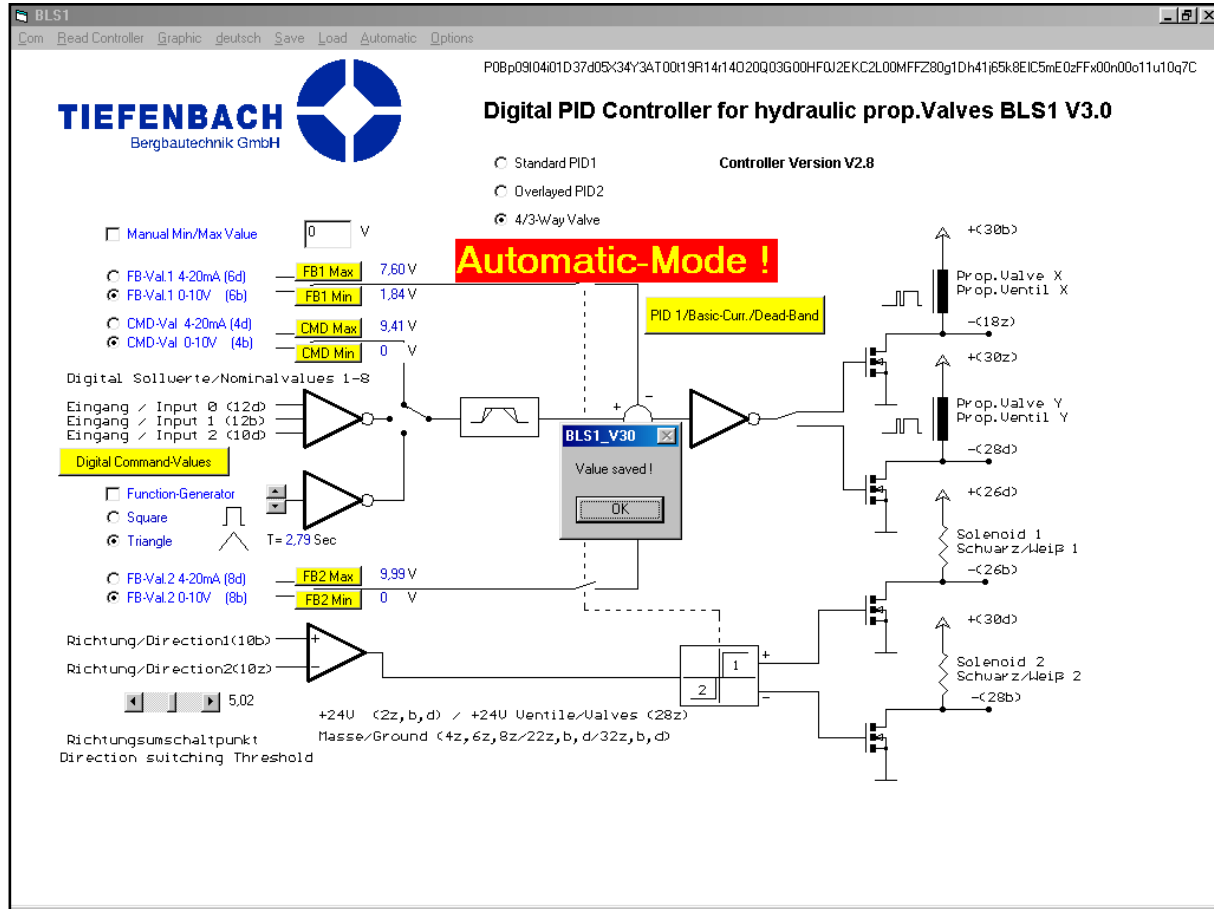 BLS1
Com Read Controller Graphic deutsch Save Load Automatic Options
P0Bp09I04i01D37d05X34Y3AT00t19R14r14O20Q03G00HF0J2EKC2L00MFFZ80g1Dh41j65k8EIC5mE0zFFx00n00o11u10q7C
TIEFENBACH
Bergbautechnik GmbH
Digital PID Controller for hydraulic prop.Valves BLS1 V3.0
Standard PID1
Controller Version V2.8
Overlayed PID2
4/3-Way Valve
Manual Min/Max Value 0 V
Automatic-Mode !
FB-Val.1 4-20mA (6d) FB1 Max 7,60 V
FB-Val.1 0-10V (6b) FB1 Min 1,84 V
CMD-Val 4-20mA (4d) CMD Max 9,41 V
CMD-Val 0-10V (4b) CMD Min 0 V
PID 1/Basic-Curr./Dead-Band
+(30b)
Prop.Valve X
Prop.Ventil X
-(18z)
+(30z)
Digital Sollwerte/Nominalvalues 1-8
Eingang / Input 0 (12d)
Eingang / Input 1 (12b)
Eingang / Input 2 (10d)
+ -
Prop.Valve Y
Prop.Ventil Y
-(28d)
Digital Command-Values
BLS1_V30
Value saved !
OK
Function-Generator
Square
Triangle T= 2,79 Sec
+(26d)
Solenoid 1
Schwarz/Weiß 1
-(26b)
FB-Val.2 4-20mA (8d) FB2 Max 9,99 V
FB-Val.2 0-10V (8b) FB2 Min 0 V
+(30d)
Richtung/Direction1(10b) +
Richtung/Direction2(10z) -
1 +
2 -
Solenoid 2
Schwarz/Weiß 2
-(28b)
5,02
+24V (2z,b,d) / +24V Ventile/Valves (28z)
Masse/Ground (4z,6z,8z/22z,b,d/32z,b,d)
Richtungsumschaltpunkt
Direction switching Threshold